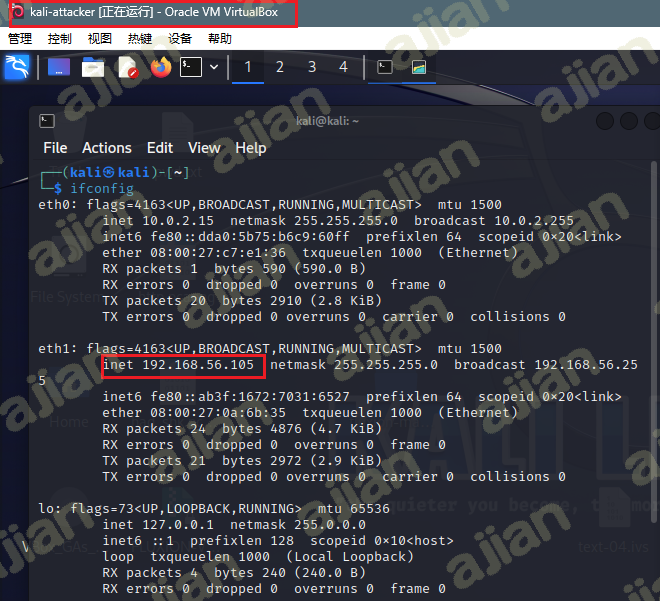 kali-attacker [正在运行] - Oracle VM VirtualBox
管理 控制 视图 热键 设备 帮助
1 2 3 4
kali@kali: ~
File Actions Edit View Help
┌──(kali㉿kali)-[~]
└─$ ifconfig
eth0: flags=4163<UP,BROADCAST,RUNNING,MULTICAST> mtu 1500
inet 10.0.2.15 netmask 255.255.255.0 broadcast 10.0.2.255
inet6 fe80::dda0:5b75:b6c9:60ff prefixlen 64 scopeid 0×20<link>
ether 08:00:27:c7:e1:36 txqueuelen 1000 (Ethernet)
RX packets 1 bytes 590 (590.0 B)
RX errors 0 dropped 0 overruns 0 frame 0
TX packets 20 bytes 2910 (2.8 KiB)
TX errors 0 dropped 0 overruns 0 carrier 0 collisions 0
eth1: flags=4163<UP,BROADCAST,RUNNING,MULTICAST> mtu 1500
inet 192.168.56.105 netmask 255.255.255.0 broadcast 192.168.56.25
5
inet6 fe80::ab3f:1672:7031:6527 prefixlen 64 scopeid 0×20<link>
ether 08:00:27:0a:6b:35 txqueuelen 1000 (Ethernet)
RX packets 24 bytes 4876 (4.7 KiB)
RX errors 0 dropped 0 overruns 0 frame 0
TX packets 21 bytes 2972 (2.9 KiB)
TX errors 0 dropped 0 overruns 0 carrier 0 collisions 0
lo: flags=73<UP,LOOPBACK,RUNNING> mtu 65536
inet 127.0.0.1 netmask 255.0.0.0
inet6 ::1 prefixlen 128 scopeid 0×10<host>
loop txqueuelen 1000 (Local Loopback)
RX packets 4 bytes 240 (240.0 B)
RX errors 0 dropped 0 overruns 0 frame 0
File System
Home
text-04.ivs
ajian